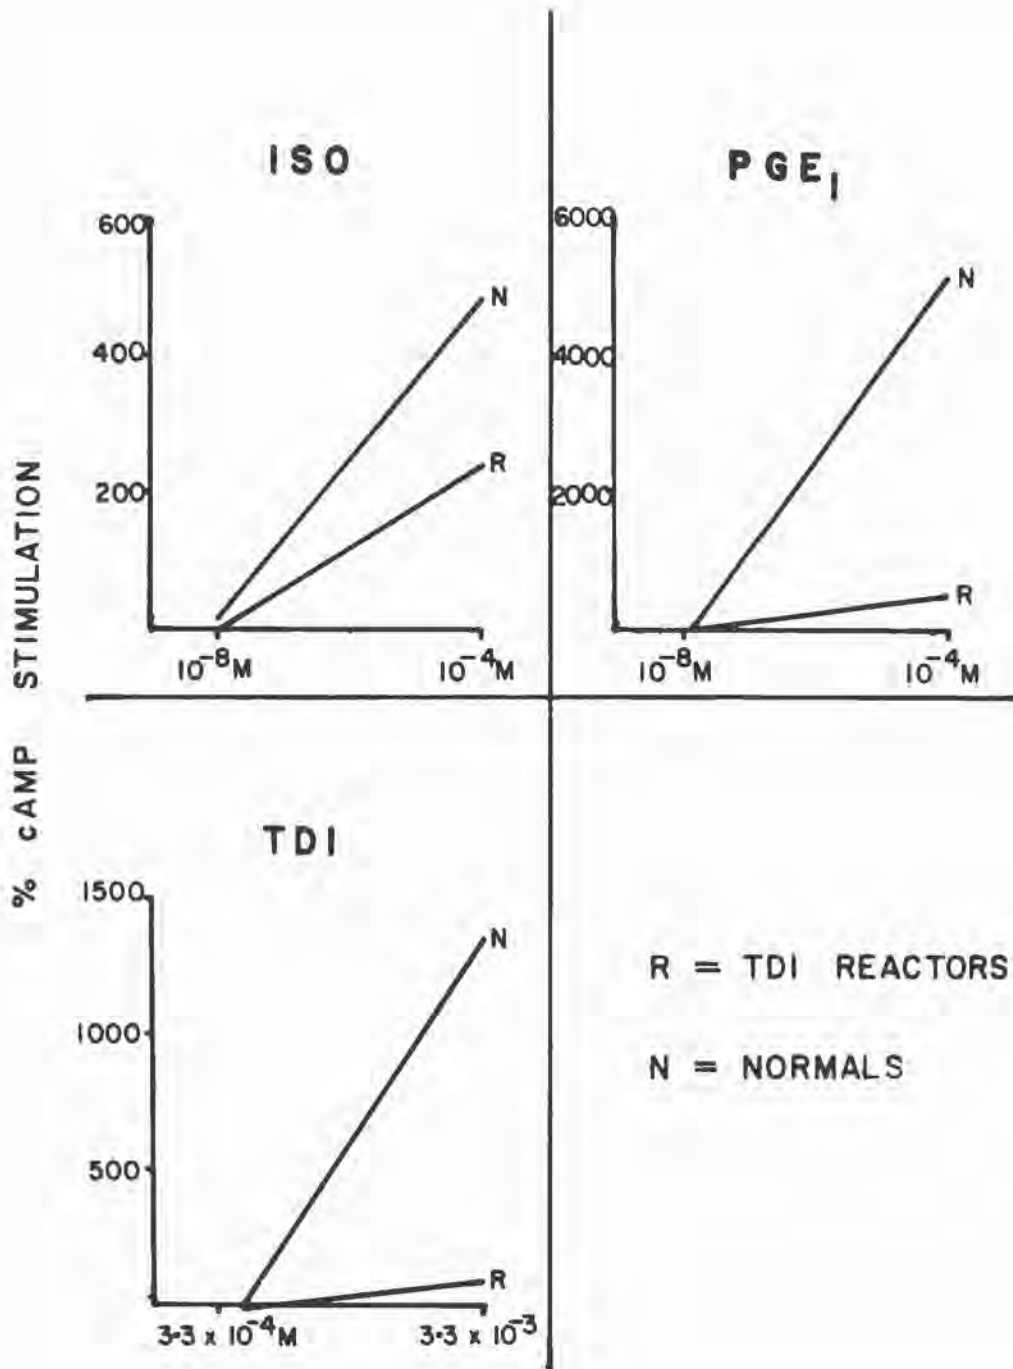 % cAMP STIMULATION
ISO
600
400
200
N
R
10⁻⁸M
10⁻⁴M
PGE₁
6000
4000
2000
N
R
10⁻⁸M
10⁻⁴M
TDI
1500
1000
500
N
R
3·3 x 10⁻⁴M
3·3 x 10⁻³
R = TDI REACTORS
N = NORMALS